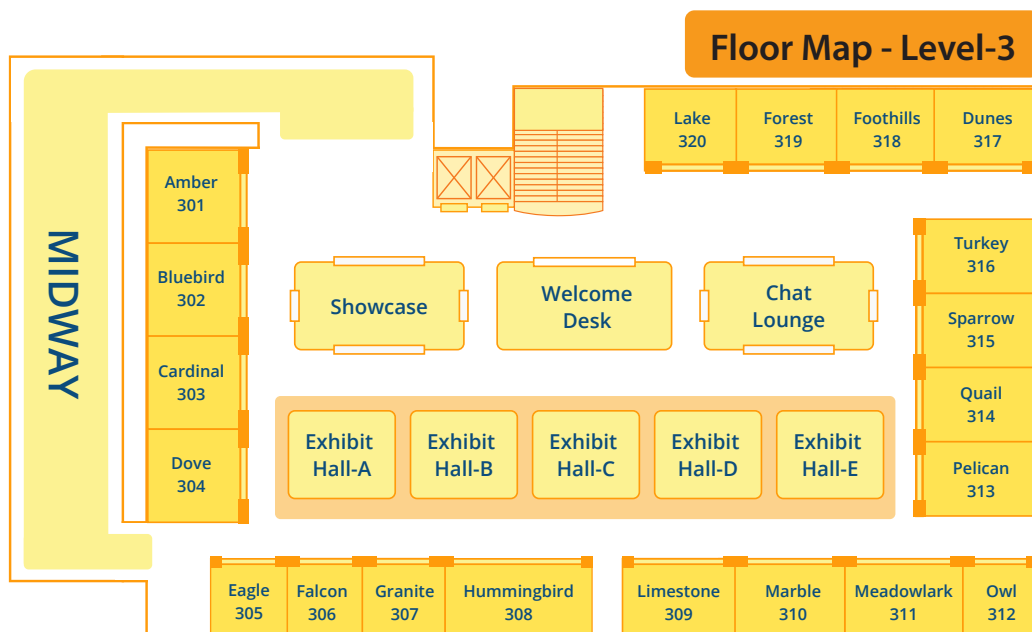 Floor Map - Level-3
Lake
320
Forest
319
Foothills
318
Dunes
317
MIDWAY
Amber
301
Bluebird
302
Cardinal
303
Dove
304
Showcase
Welcome
Desk
Chat
Lounge
Turkey
316
Sparrow
315
Quail
314
Pelican
313
Exhibit
Hall-A
Exhibit
Hall-B
Exhibit
Hall-C
Exhibit
Hall-D
Exhibit
Hall-E
Eagle
305
Falcon
306
Granite
307
Hummingbird
308
Limestone
309
Marble
310
Meadowlark
311
Owl
312